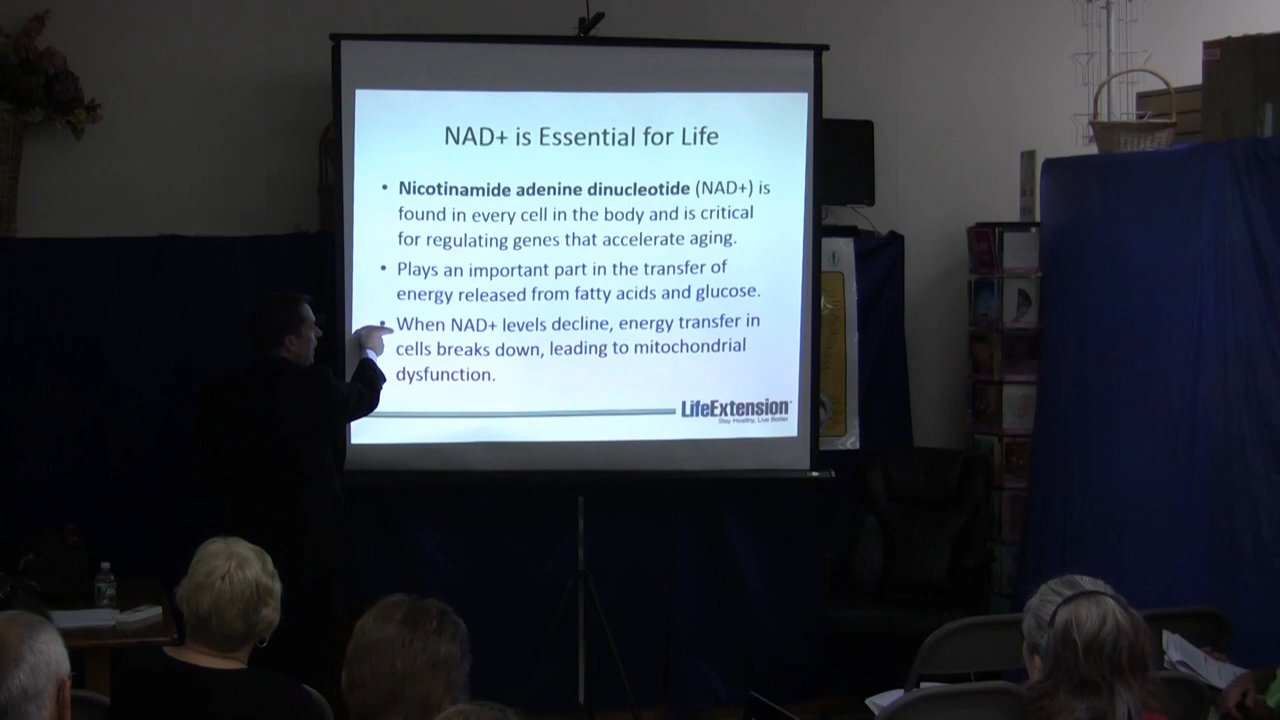 NAD+ is Essential for Life
• Nicotinamide adenine dinucleotide (NAD+) is
found in every cell in the body and is critical
for regulating genes that accelerate aging.
• Plays an important part in the transfer of
energy released from fatty acids and glucose.
• When NAD+ levels decline, energy transfer in
cells breaks down, leading to mitochondrial
dysfunction.
LifeExtension
Stay Healthy, Live Better